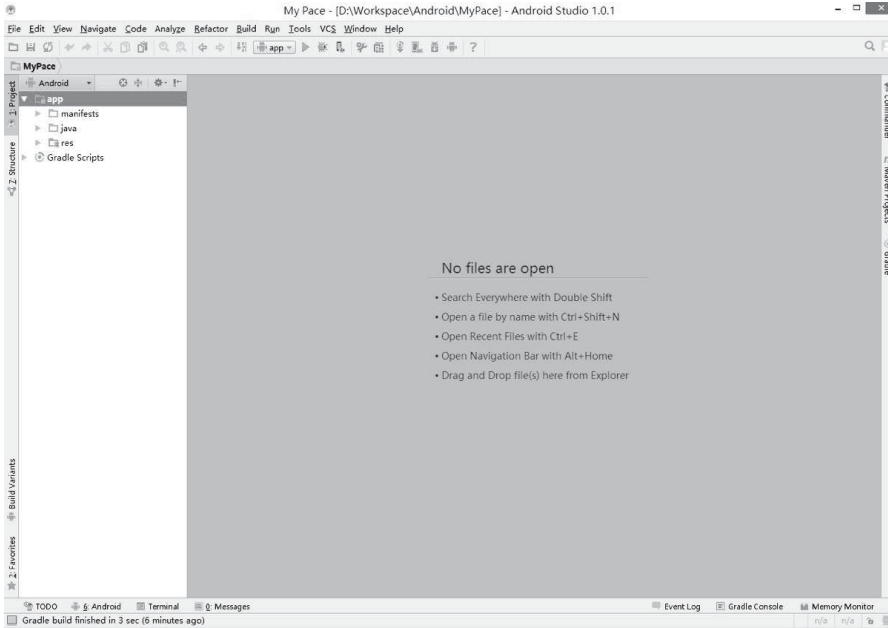 My Pace - [D:\Workspace\Android\MyPace] - Android Studio 1.0.1
File Edit View Navigate Code Analyze Refactor Build Run Tools VCS Window Help
app
MyPace
Android
app
manifests
java
res
Gradle Scripts
1: Project
Z: Structure
Build Variants
2: Favorites
No files are open
• Search Everywhere with Double Shift
• Open a file by name with Ctrl+Shift+N
• Open Recent Files with Ctrl+E
• Open Navigation Bar with Alt+Home
• Drag and Drop file(s) here from Explorer
Commander
Maven Projects
Gradle
TODO 6: Android Terminal 0: Messages Event Log Gradle Console Memory Monitor
Gradle build finished in 3 sec (6 minutes ago) n/a n/a